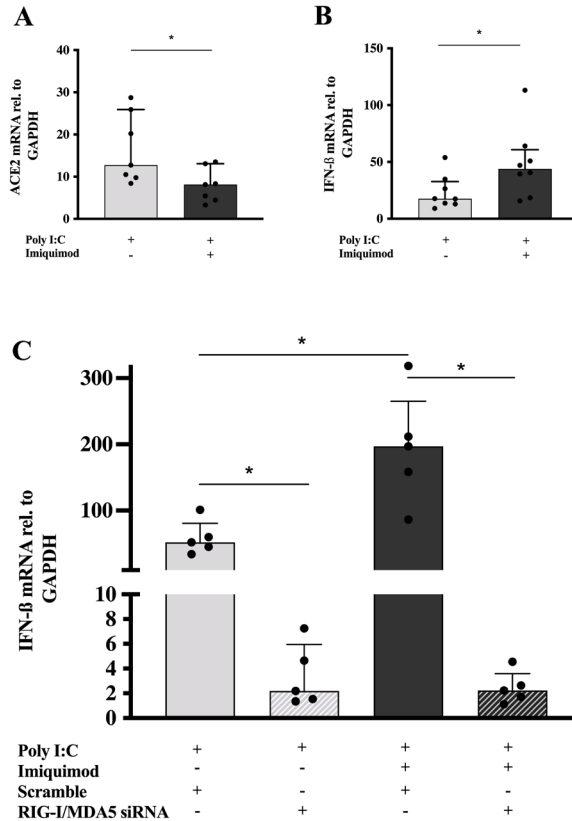 A
*
ACE2 mRNA rel. to
GAPDH
40
30
20
10
0
Poly I:C + +
Imiquimod - +
B
*
IFN-ß mRNA rel. to
GAPDH
150
100
50
0
Poly I:C + +
Imiquimod - +
C
*
*
*
IFN-ß mRNA rel. to
GAPDH
300
200
100
10
8
6
4
2
0
Poly I:C + + + +
Imiquimod - - + +
Scramble + - + -
RIG-I/MDA5 siRNA - + - +